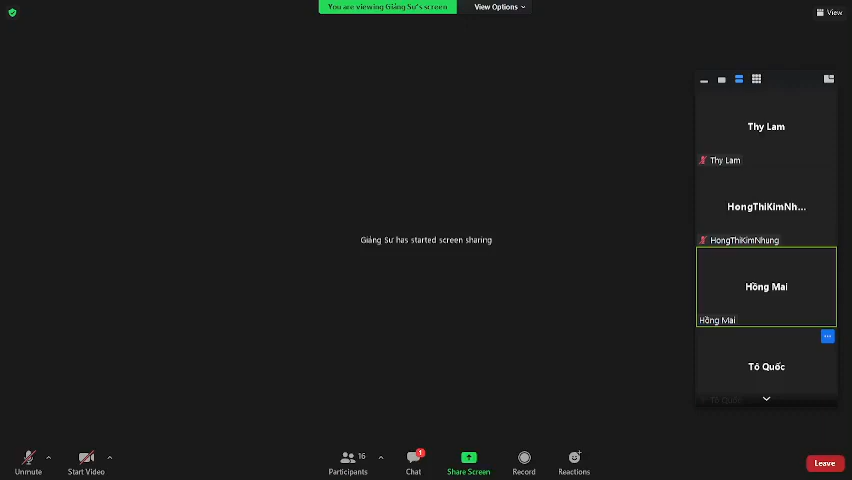 You are viewing Giảng Sư's screen
View Options
View
Thy Lam
Thy Lam
HongThiKimNh...
HongThiKimNhung
Giảng Sư has started screen sharing
Hồng Mai
Hồng Mai
Tô Quốc
Tô Quốc
Unmute
Start Video
16
Participants
1
Chat
Share Screen
Record
Reactions
Leave